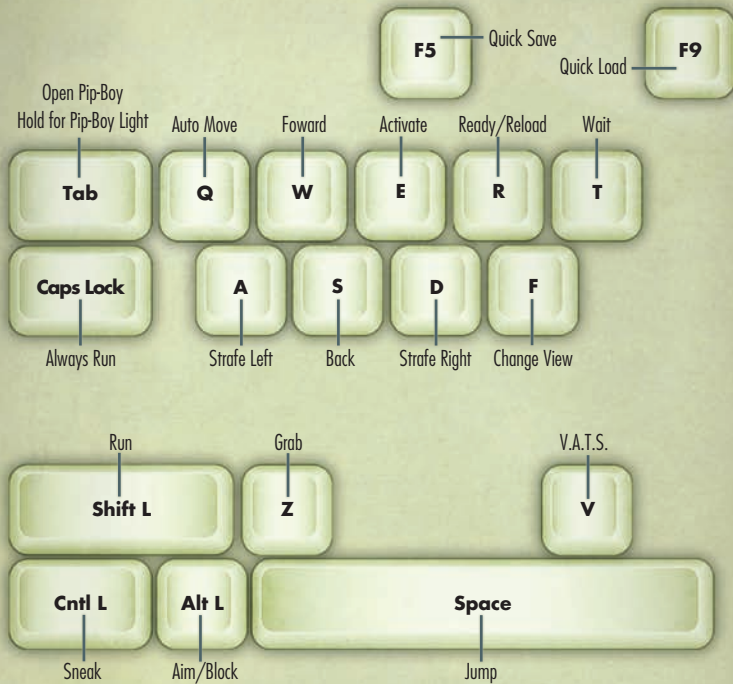 F5
Quick Save
F9
Quick Load
Open Pip-Boy
Hold for Pip-Boy Light
Auto Move
Foward
Activate
Ready/Reload
Wait
Tab
Q
W
E
R
T
Caps Lock
A
S
D
F
Always Run
Strafe Left
Back
Strafe Right
Change View
Run
Grab
V.A.T.S.
Shift L
Z
V
Cntl L
Alt L
Space
Sneak
Aim/Block
Jump